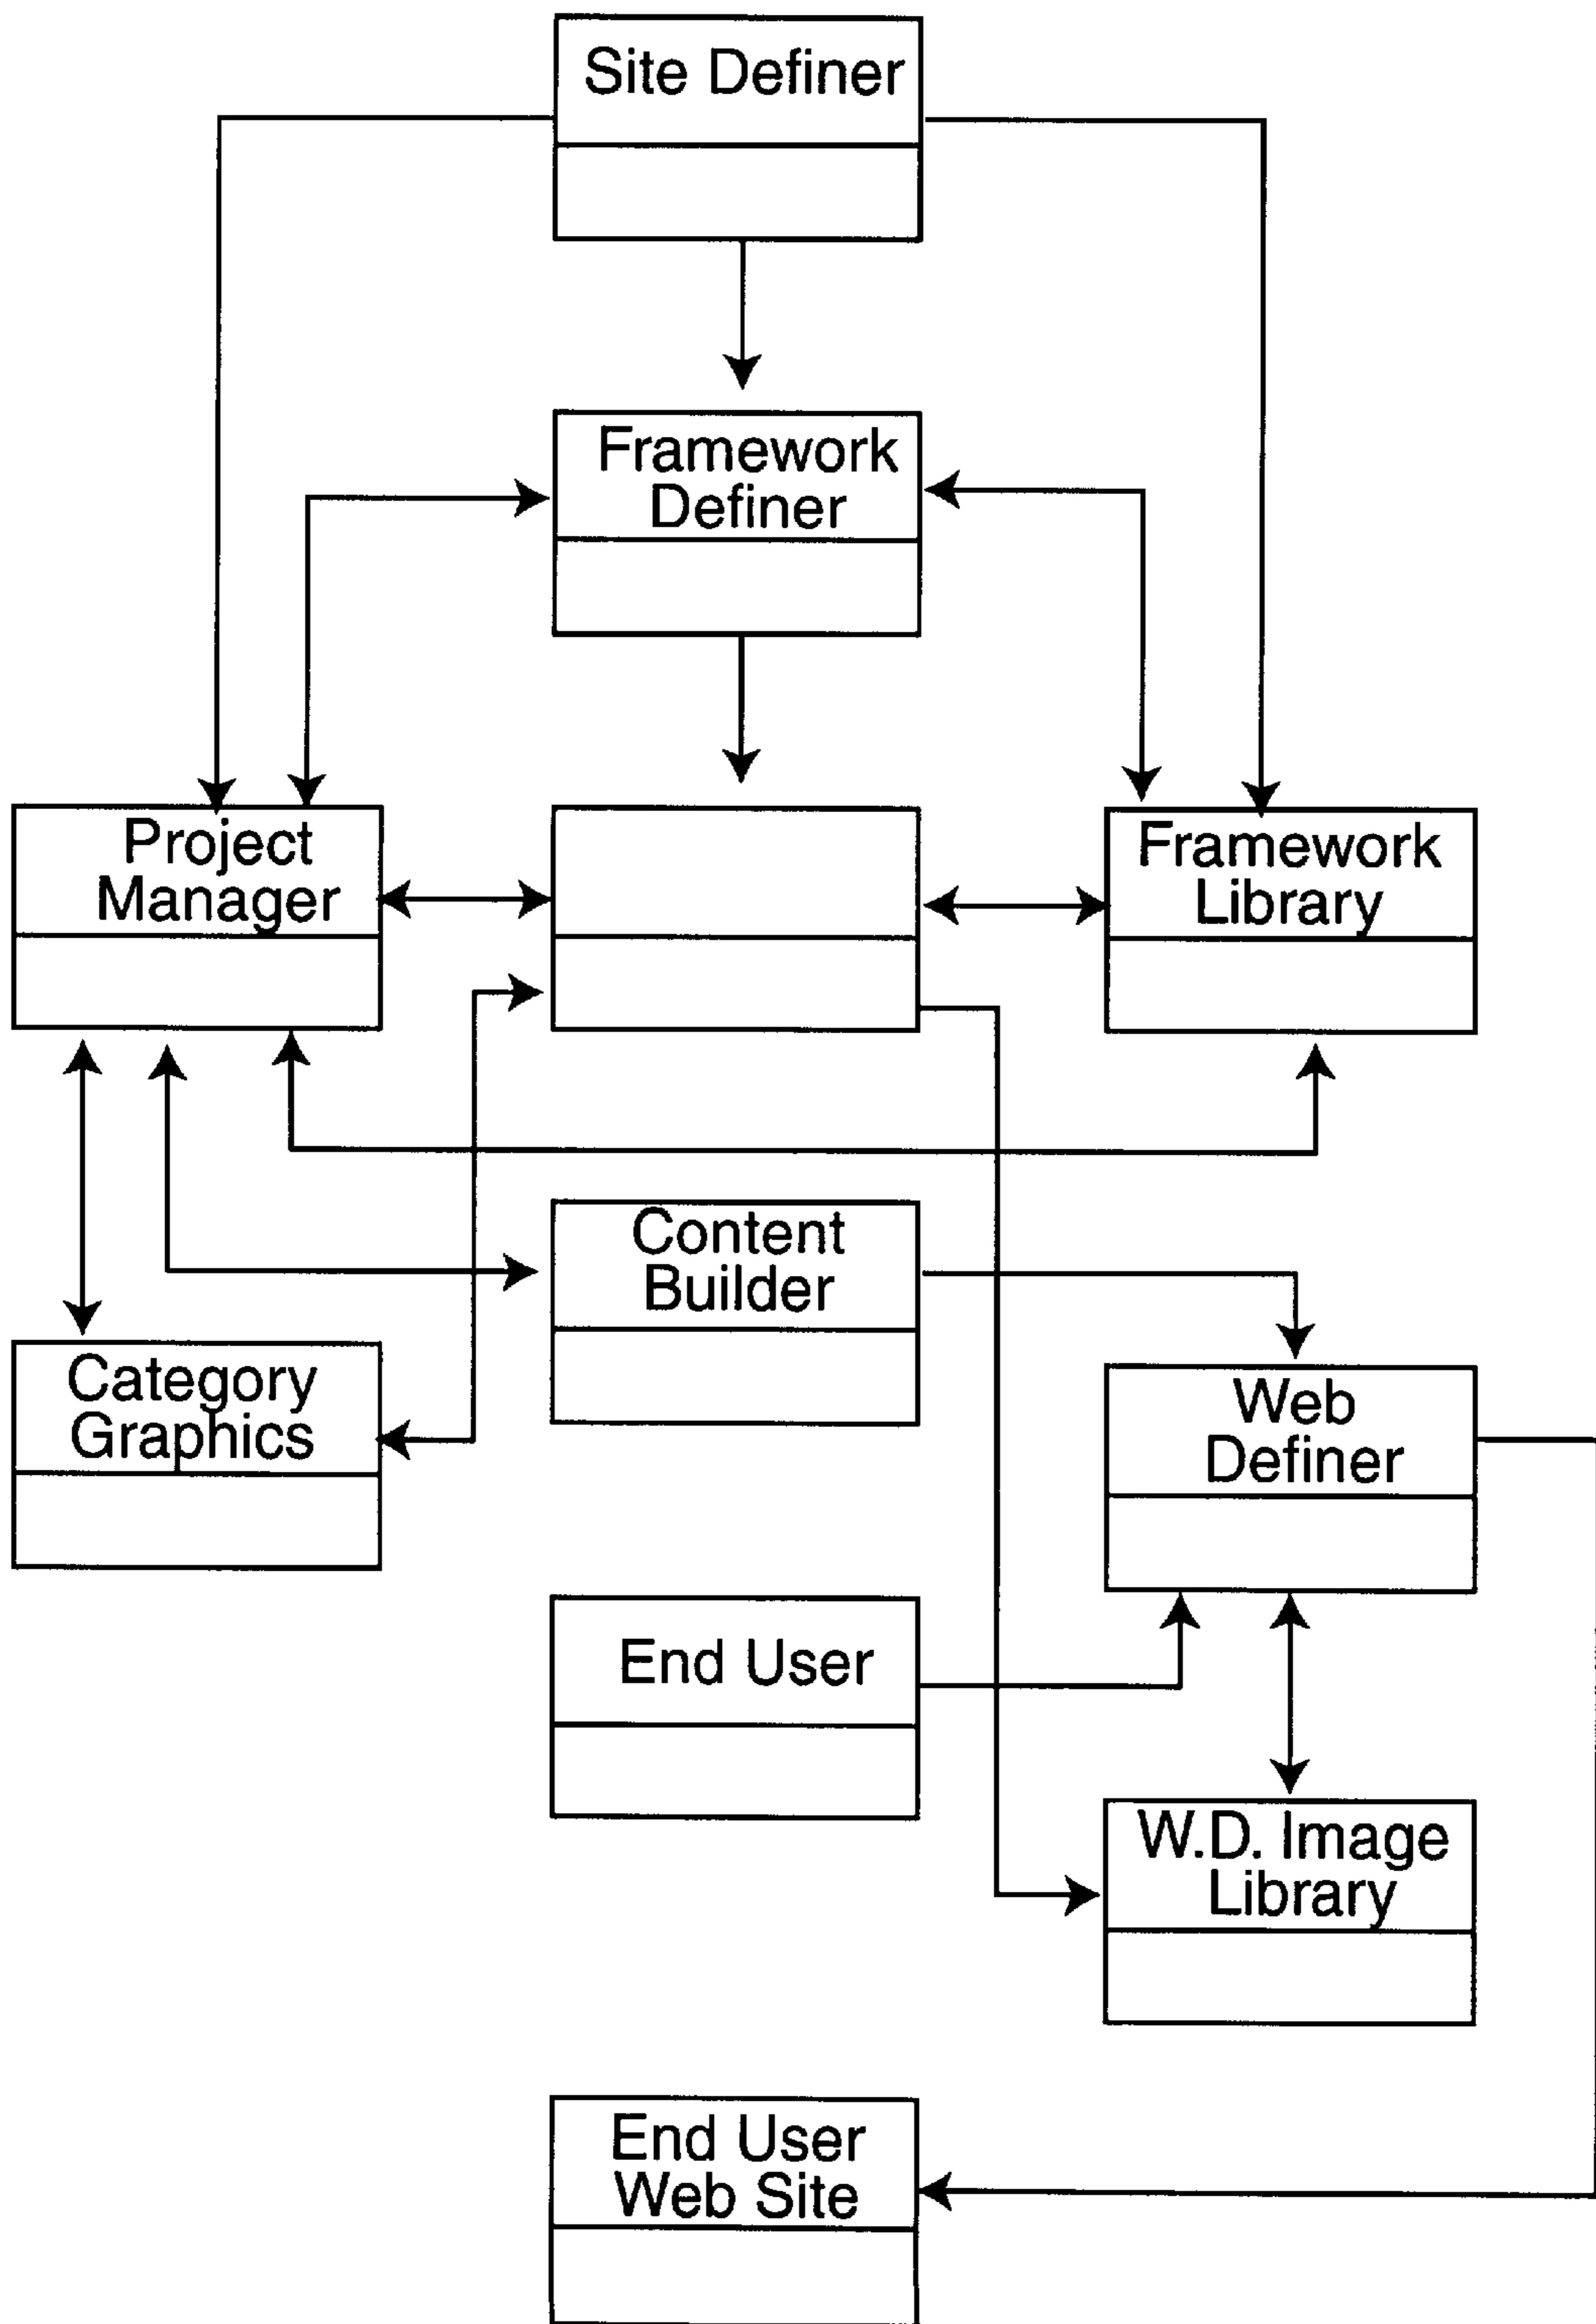 Site Definer
Framework
Definer
Project
Manager
Framework
Library
Content
Builder
Category
Graphics
Web
Definer
End User
W.D. Image
Library
End User
Web Site